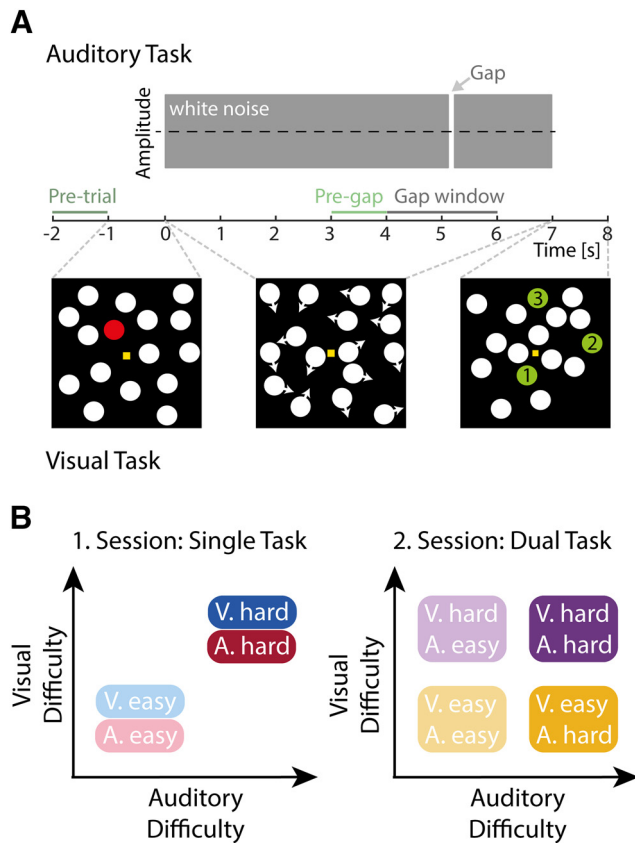 A
Auditory Task
Gap
Amplitude
white noise
Pre-trial
Pre-gap
Gap window
-2 -1 0 1 2 3 4 5 6 7 8
Time [s]
3
2
1
Visual Task
B
1. Session: Single Task
2. Session: Dual Task
Visual
Difficulty
V. hard
A. hard
V. easy
A. easy
Auditory
Difficulty
Visual
Difficulty
V. hard
A. easy
V. hard
A. hard
V. easy
A. easy
V. easy
A. hard
Auditory
Difficulty